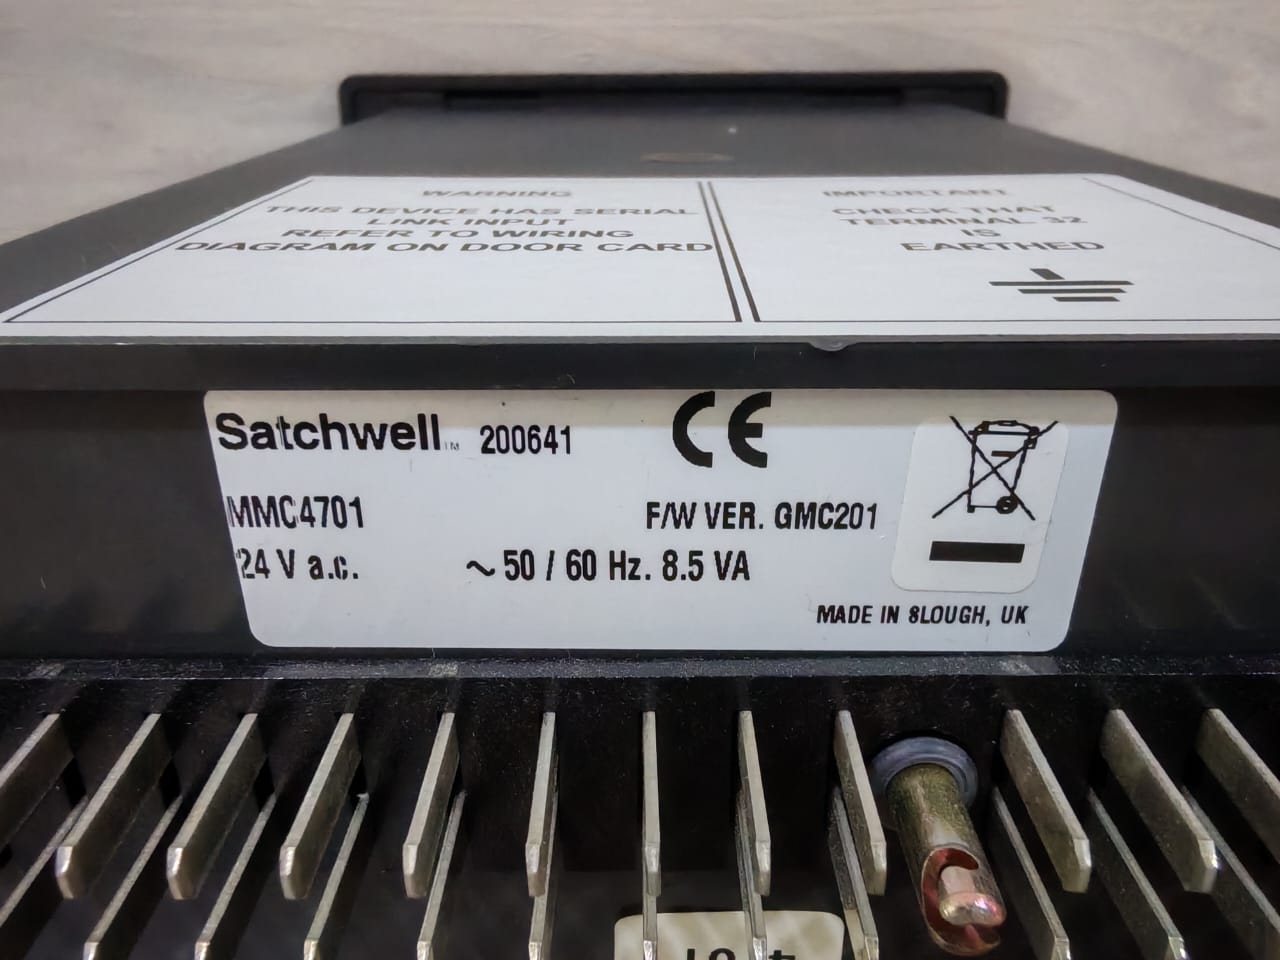 WARNING
THIS DEVICE HAS SERIAL
LINK INPUT
REFER TO WIRING
DIAGRAM ON DOOR CARD
IMPORTANT
CHECK THAT
TERMINAL 32
IS
EARTHED
Satchwell™ 200641 CE
MMC4701 F/W VER. GMC201
24 V a.c. ~ 50 / 60 Hz. 8.5 VA
MADE IN SLOUGH, UK